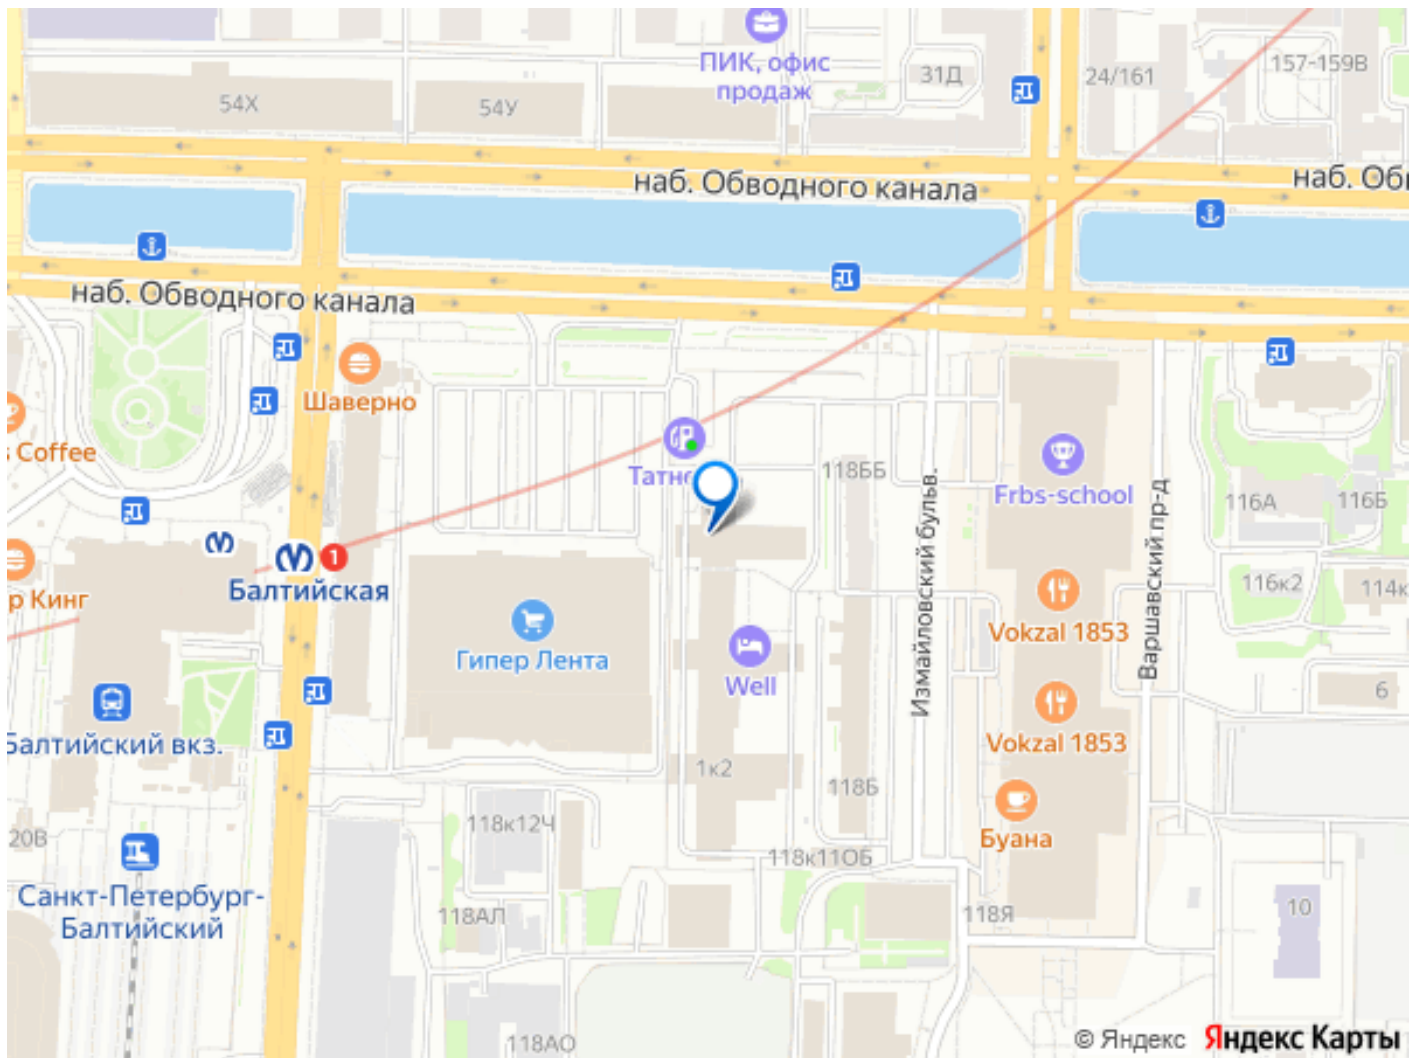 ПИК, офис
продаж
31Д
24/161
157-159В
54Х
54У
наб. Обводного канала
наб. Обв
наб. Обводного канала
Шаверно
s Coffee
Татне
118ББ
Frbs-school
116А
116Б
1
Балтийская
р Кинг
Гипер Лента
Well
Измайловский бульв.
Варшавский пр-д
Vokzal 1853
116к2
114к
6
Vokzal 1853
Балтийский вкз.
1к2
118Б
Буана
20В
118к12Ч
118к11ОБ
Санкт-Петербург-
Балтийский
118АЛ
118Я
10
118АО
© Яндекс Яндекс Карты